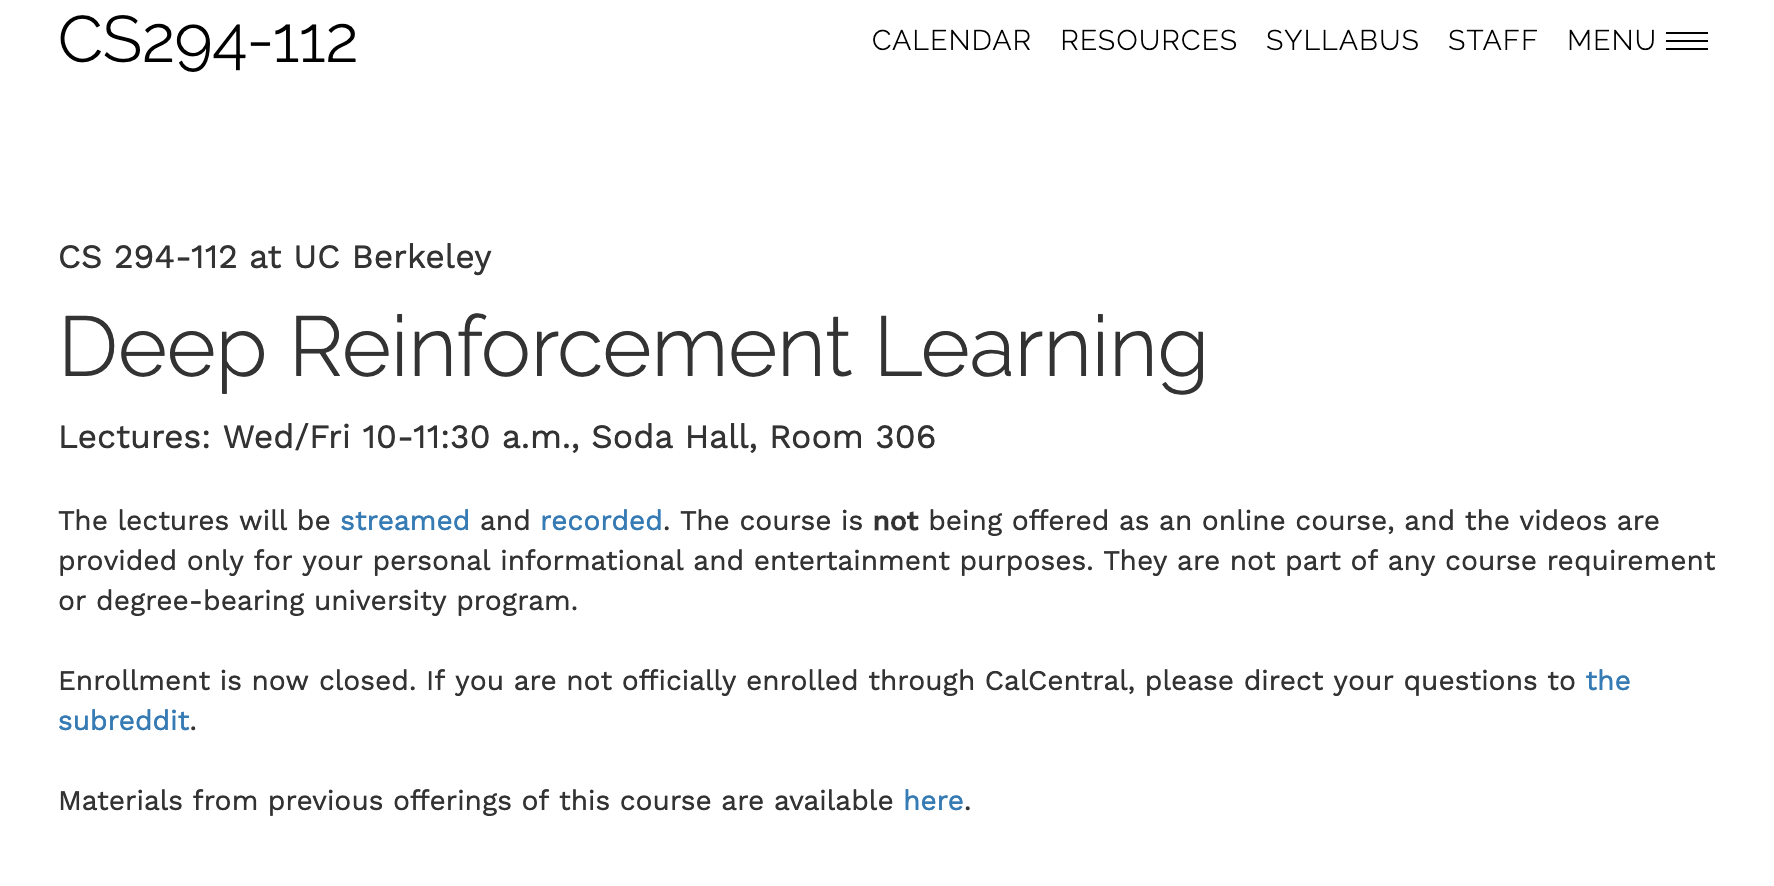 CS294-112
CALENDAR RESOURCES SYLLABUS STAFF MENU
CS 294-112 at UC Berkeley
Deep Reinforcement Learning
Lectures: Wed/Fri 10-11:30 a.m., Soda Hall, Room 306
The lectures will be streamed and recorded. The course is not being offered as an online course, and the videos are
provided only for your personal informational and entertainment purposes. They are not part of any course requirement
or degree-bearing university program.
Enrollment is now closed. If you are not officially enrolled through CalCentral, please direct your questions to the
subreddit.
Materials from previous offerings of this course are available here.